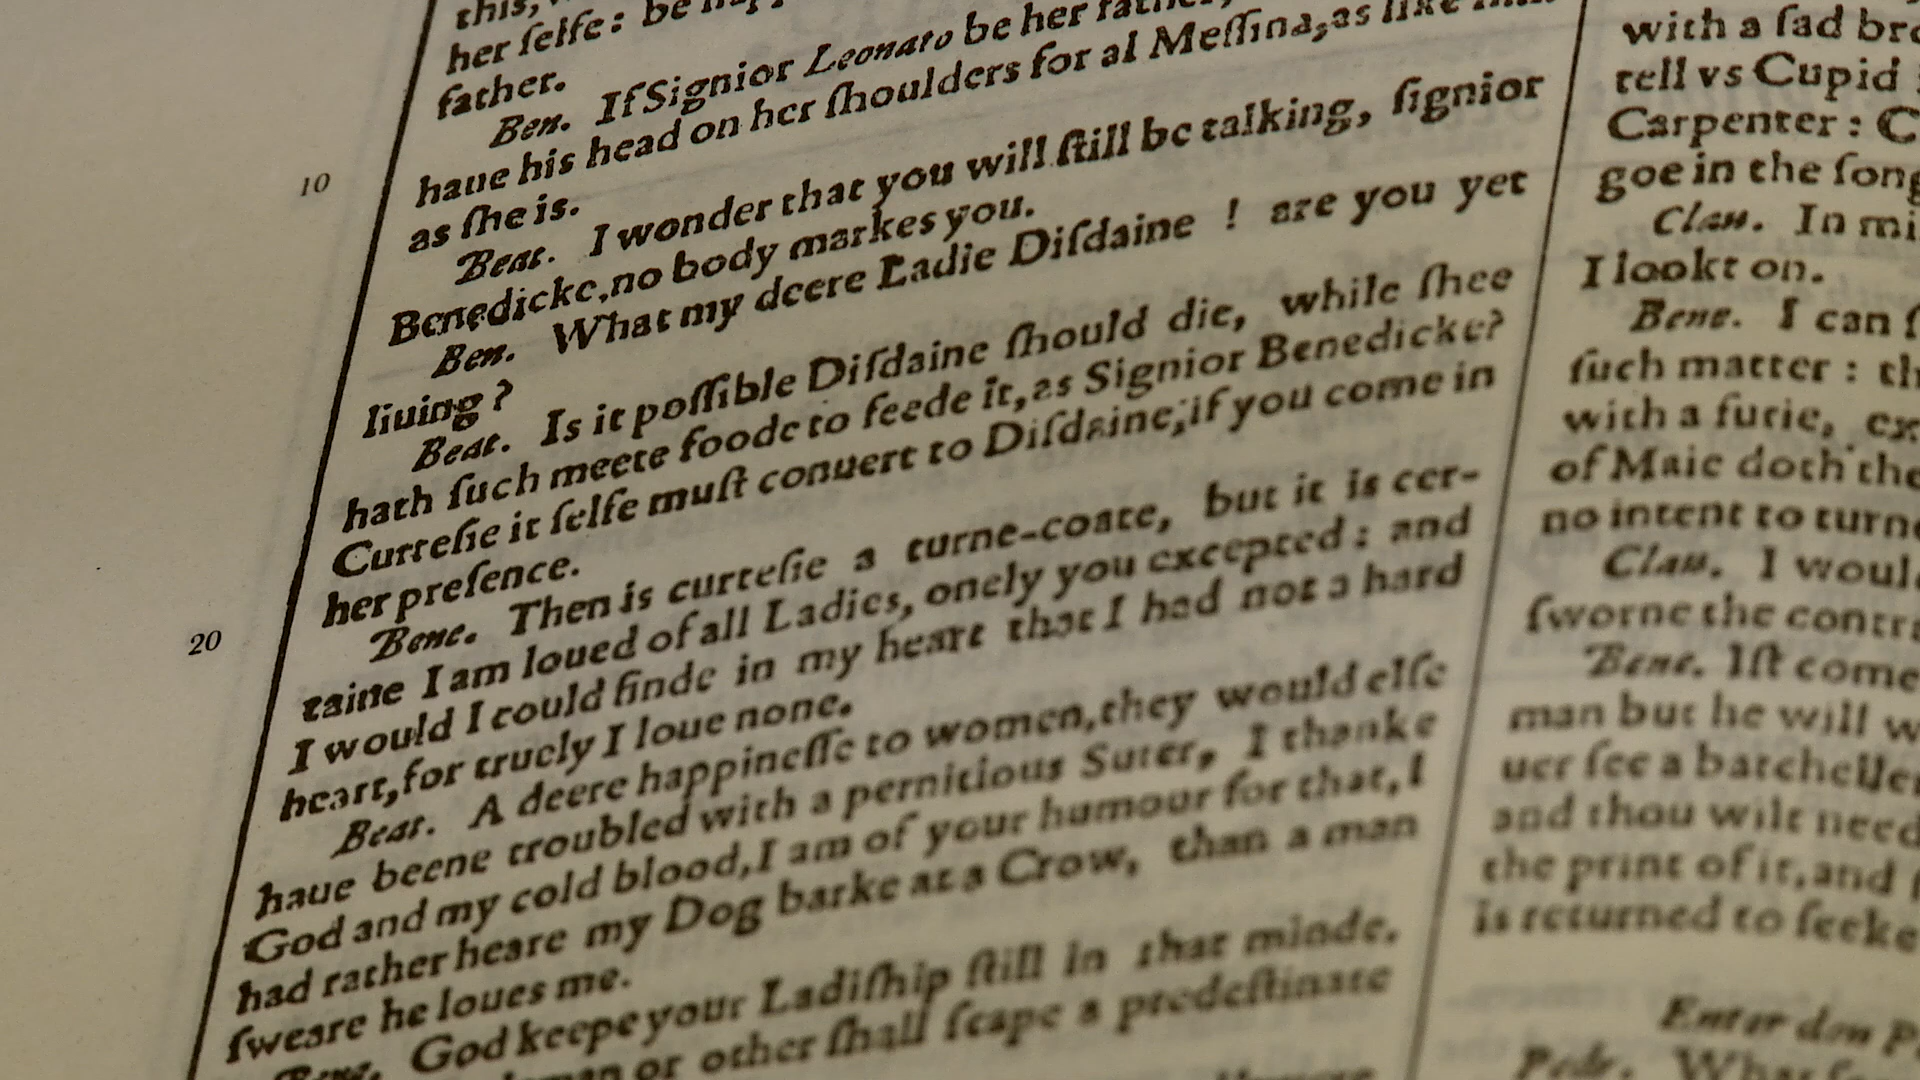 this,
her ſelfe: be
father.
Ben. If Signior Leonato be her father,
haue his head on her ſhoulders for al Meſſina, as like
10
as ſhe is.
Beat. I wonder that you will ſtill be talking, ſignior
Benedicke, no body markes you.
Ben. What my deere Ladie Diſdaine ! are you yet
liuing ?
Beat. Is it poſſible Diſdaine ſhould die, while ſhee
hath ſuch meete foode to feede it, as Signior Benedicke?
Curteſie it ſelfe muſt conuert to Diſdaine, if you come in
her preſence.
20
Bene. Then is curteſie a turne-coate, but it is cer-
taine I am loued of all Ladies, onely you excepted : and
I would I could finde in my heart that I had not a hard
heart, for truely I loue none.
Beat. A deere happineſſe to women, they would elſe
haue beene troubled with a pernitious Suter, I thanke
God and my cold blood, I am of your humour for that, I
had rather heare my Dog barke at a Crow, than a man
ſweare he loues me.
Bene. God keepe your Ladiſhip ſtill in that minde,
or other ſhall ſcape a predeſtinate
with a ſad
tell vs Cupid
Carpenter :
goe in the ſong
Clau. In
I lookt on.
Bene. I can
ſuch matter :
with a furie,
of Maie doth the
no intent to turne
Clau. I
ſworne the
Bene. Iſt come
man but he will
uer ſee a
and thou wilt
the print of it, and
is returned to ſeeke
Enter don
Pedr.